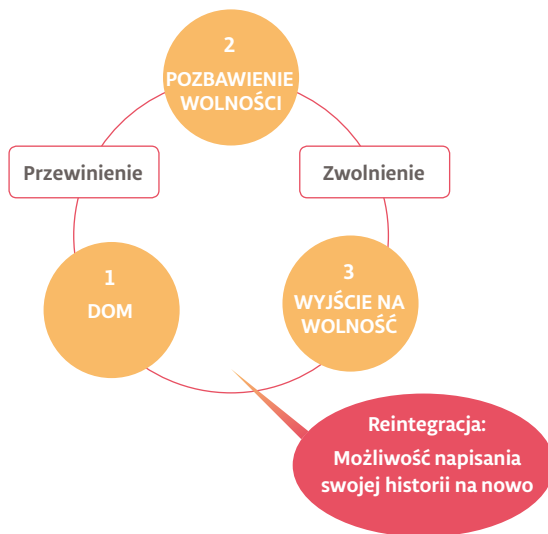 2
POZBAWIENIE
WOLNOŚCI
Przewinienie
Zwolnienie
1
DOM
3
WYJŚCIE NA
WOLNOŚĆ
Reintegracja:
Możliwość napisania
swojej historii na nowo